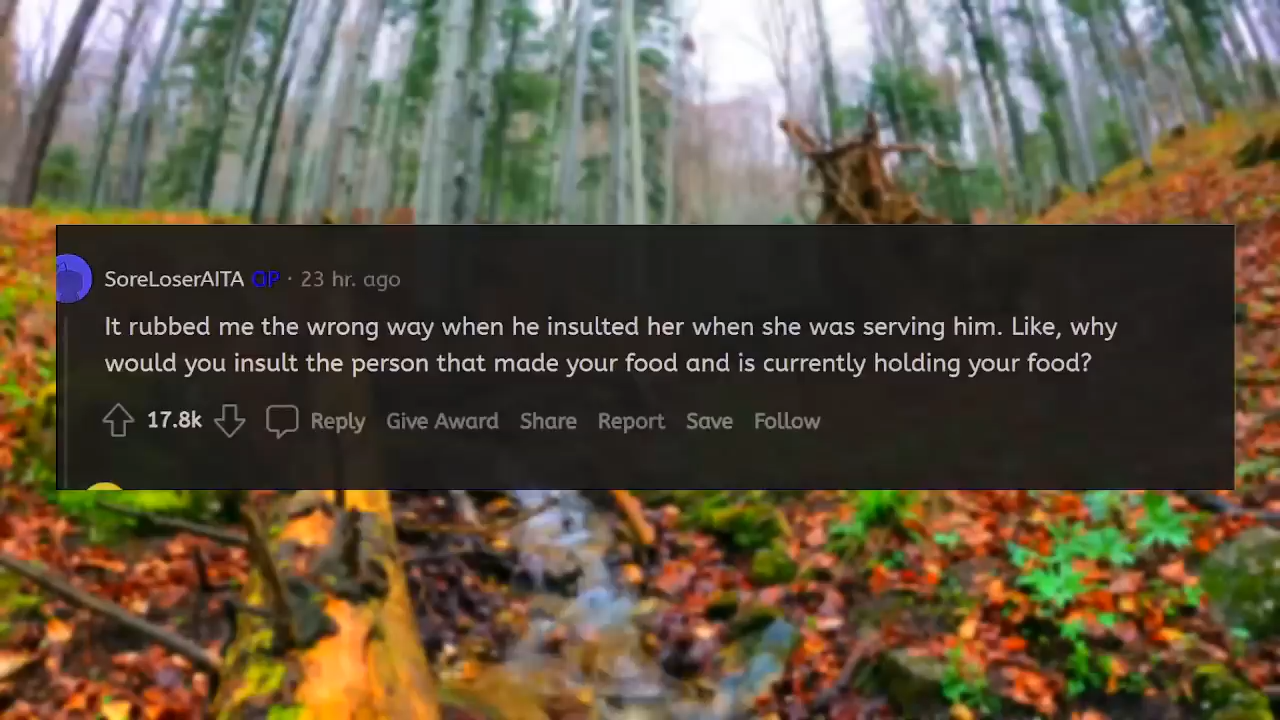 SoreLoserAITA OP · 23 hr. ago
It rubbed me the wrong way when he insulted her when she was serving him. Like, why
would you insult the person that made your food and is currently holding your food?
17.8k Reply Give Award Share Report Save Follow